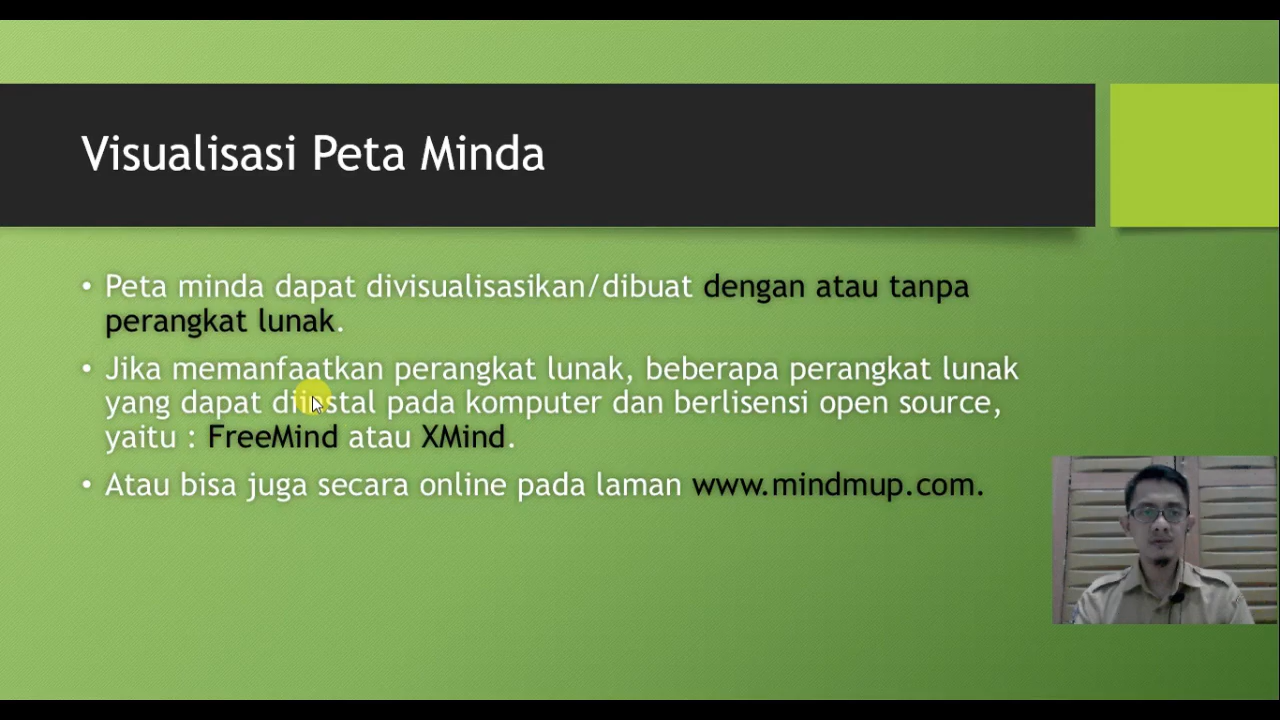 Visualisasi Peta Minda
• Peta minda dapat divisualisasikan/dibuat dengan atau tanpa
perangkat lunak.
• Jika memanfaatkan perangkat lunak, beberapa perangkat lunak
yang dapat diinstal pada komputer dan berlisensi open source,
yaitu : FreeMind atau XMind.
• Atau bisa juga secara online pada laman www.mindmup.com.